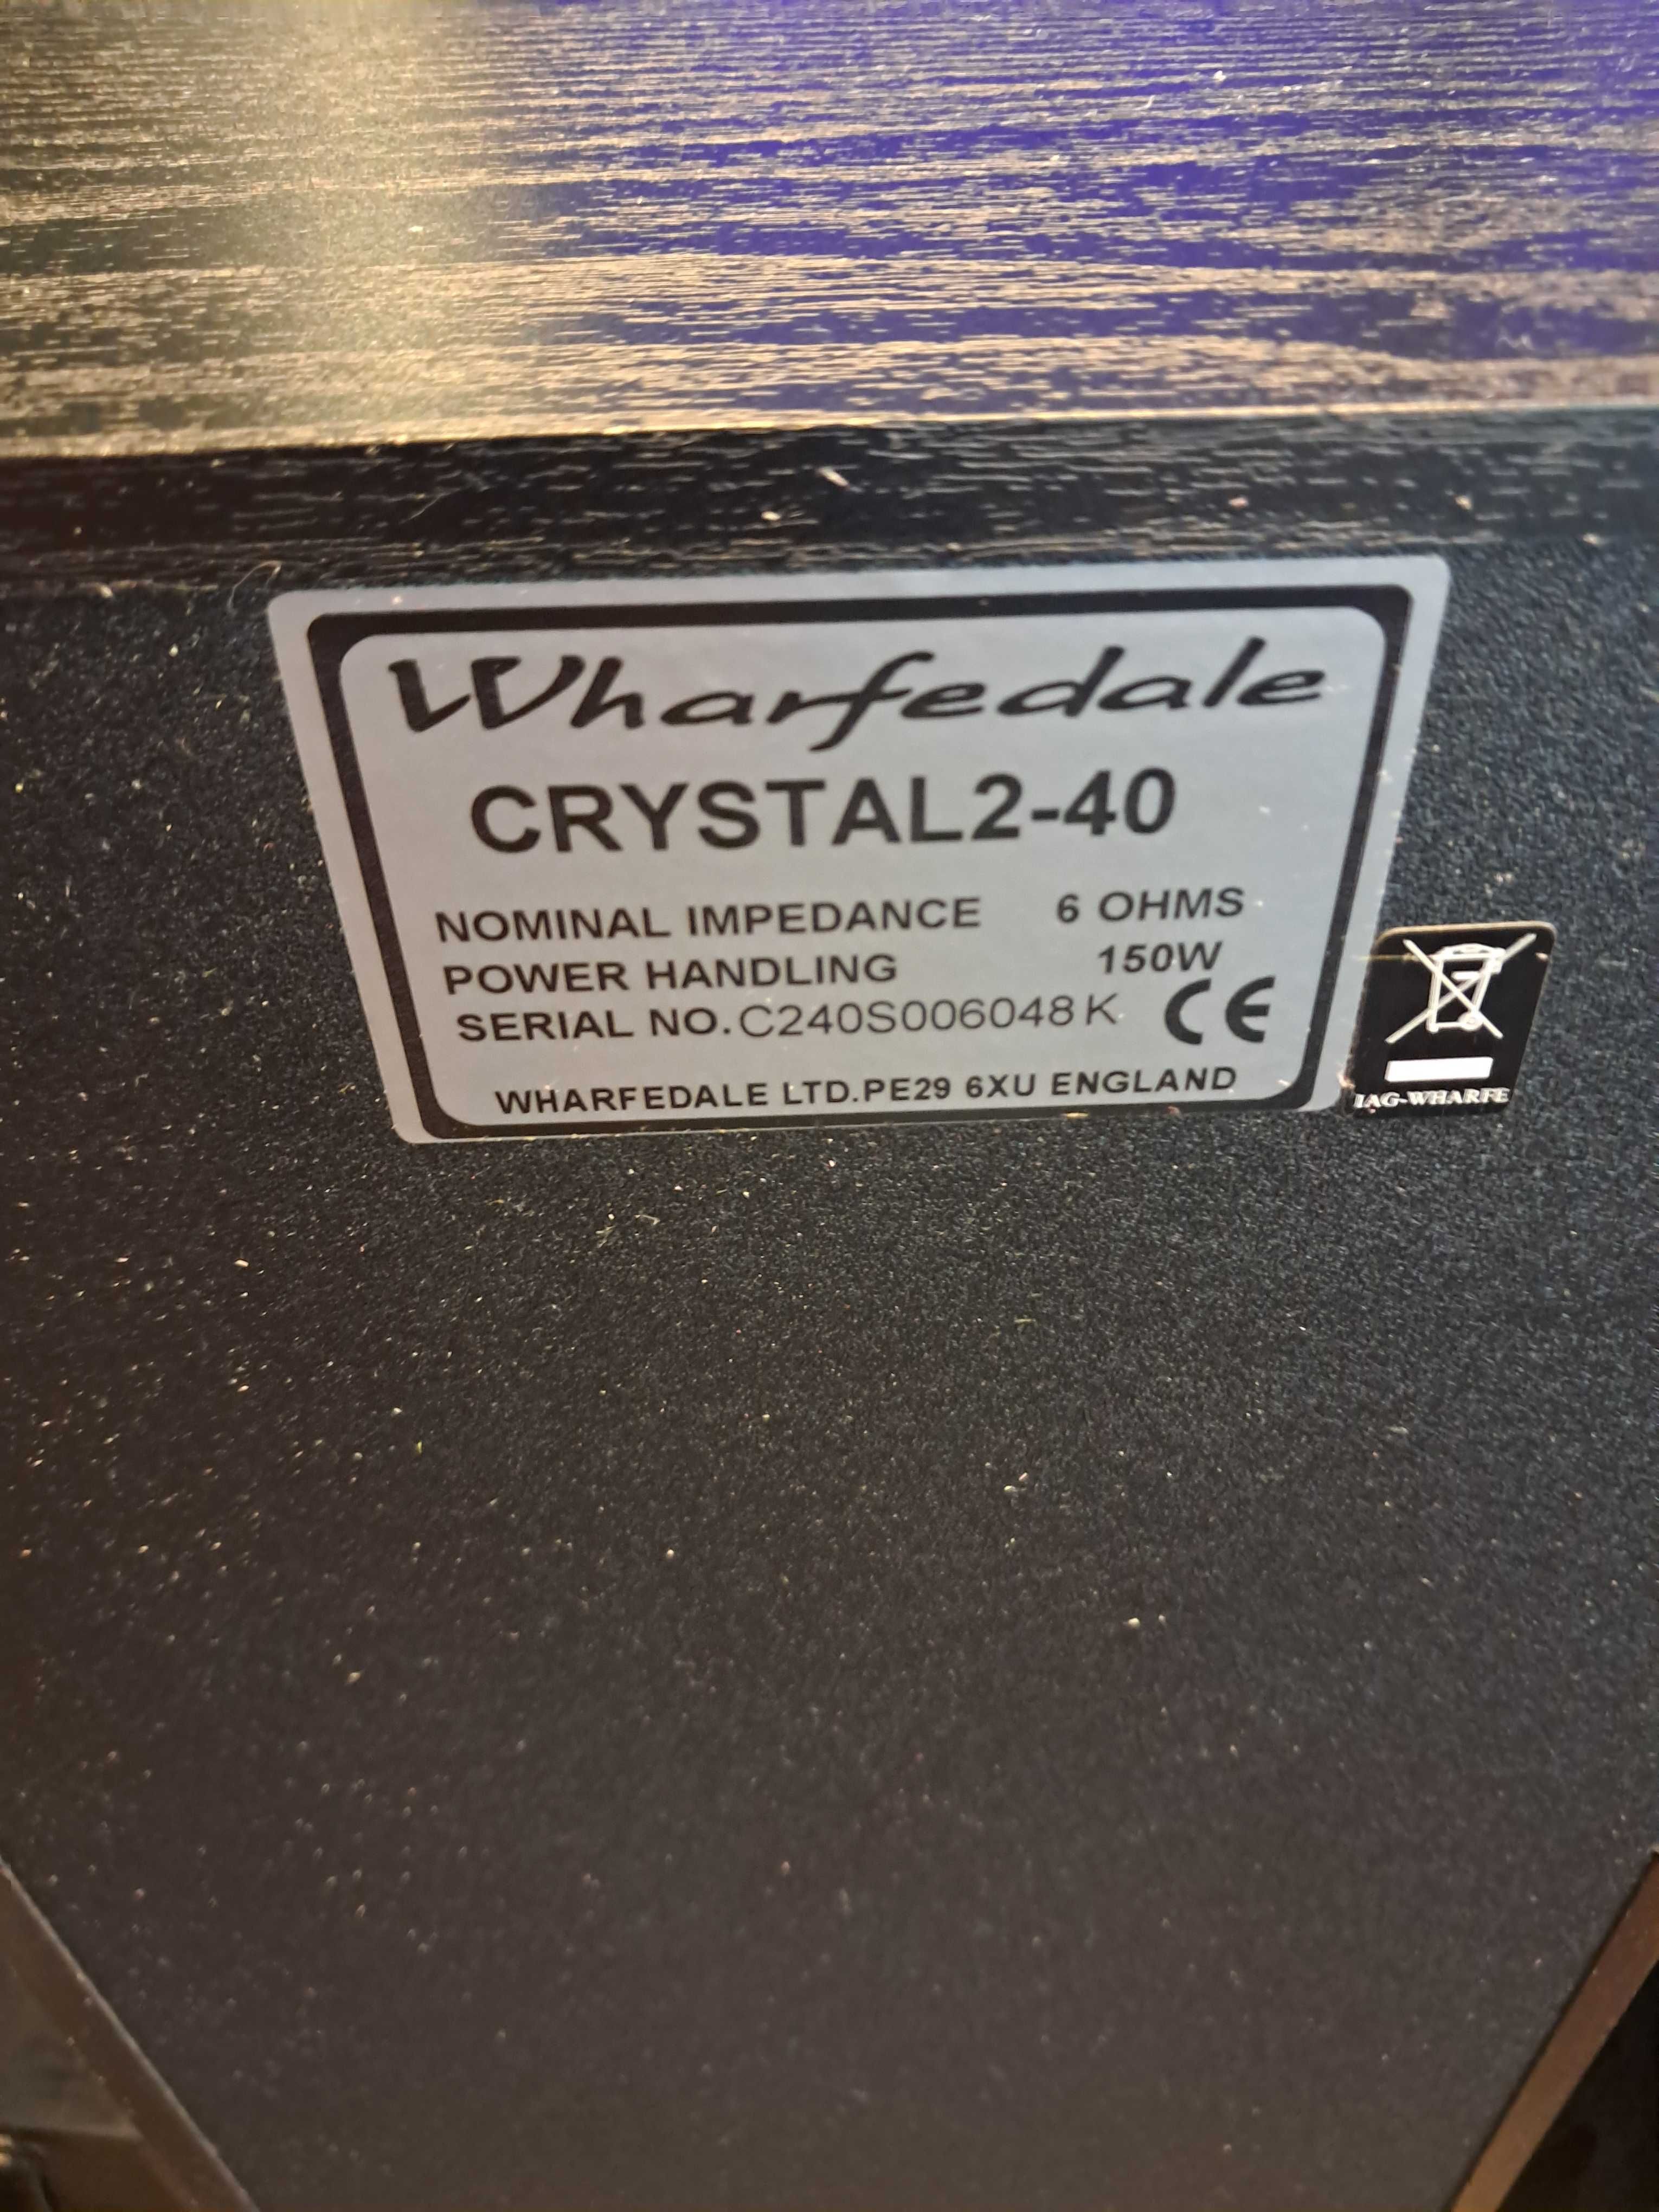 Wharfedale
CRYSTAL2-40
NOMINAL IMPEDANCE 6 OHMS
POWER HANDLING 150W
SERIAL NO.C240S006048K CE
WHARFEDALE LTD.PE29 6XU ENGLAND
IAG-WHARFE